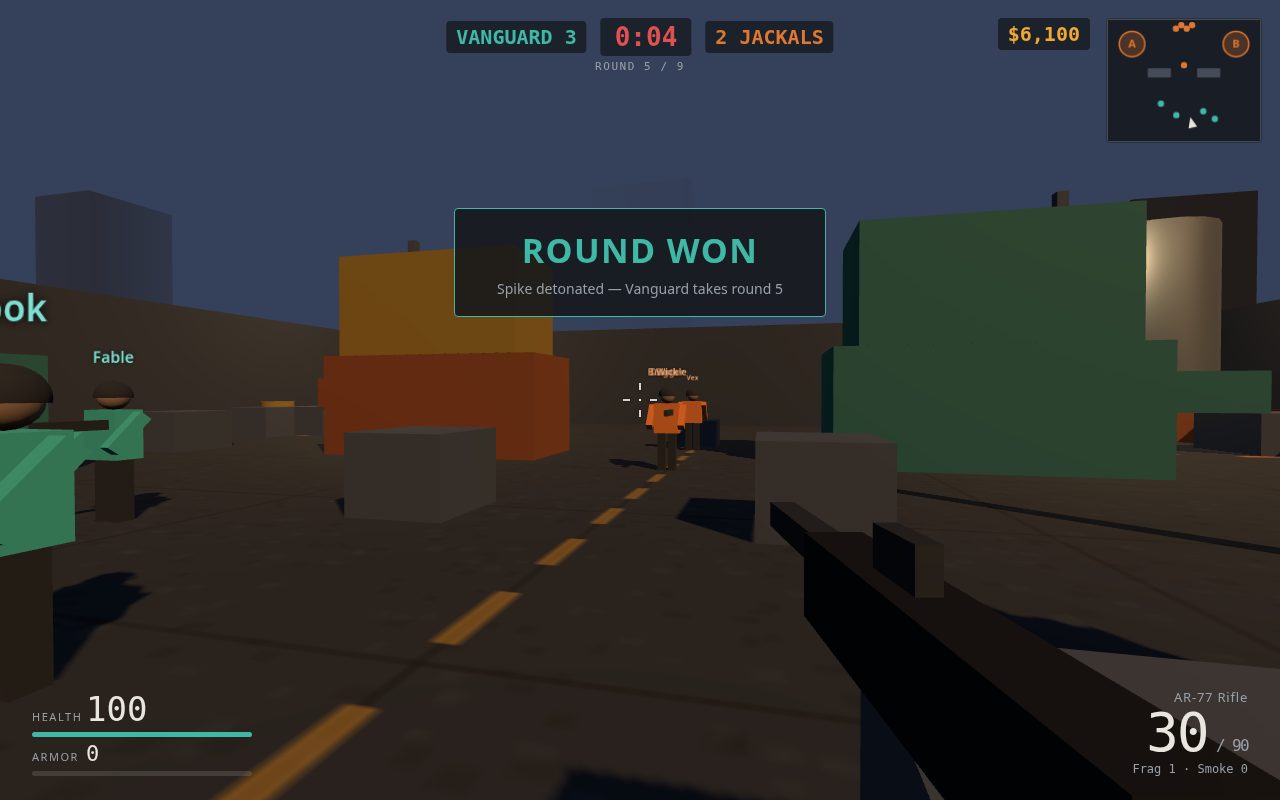 VANGUARD 3
0:04
2 JACKALS
$6,100
ROUND 5 / 9
A
B
ROUND WON
Spike detonated — Vanguard takes round 5
ok
Fable
Vex
HEALTH 100
ARMOR 0
AR-77 Rifle
30 / 90
Frag 1 · Smoke 0